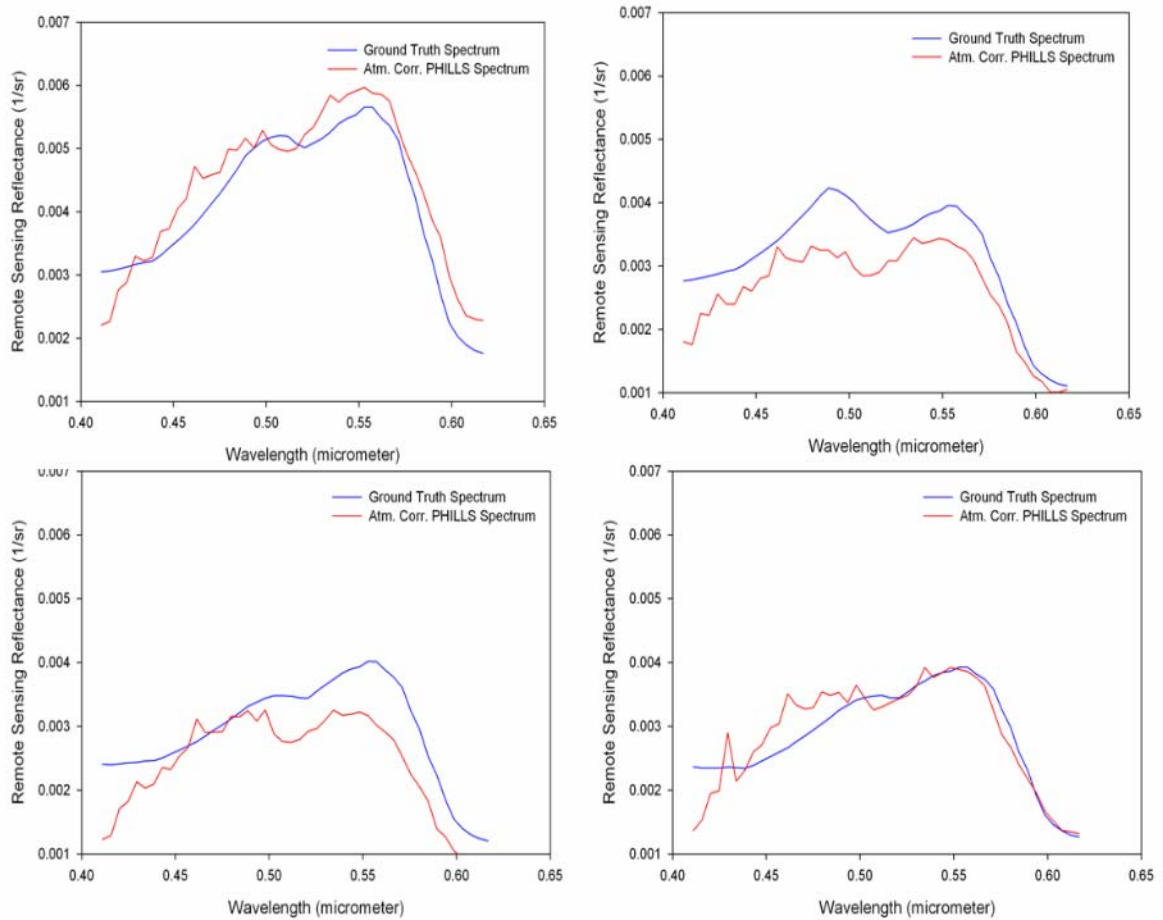 0.007
0.006
0.005
0.004
0.003
0.002
0.001
Remote Sensing Reflectance (1/sr)
Ground Truth Spectrum
Atm. Corr. PHILLS Spectrum
0.40 0.45 0.50 0.55 0.60 0.65
Wavelength (micrometer)
0.007
0.006
0.005
0.004
0.003
0.002
0.001
Remote Sensing Reflectance (1/sr)
Ground Truth Spectrum
Atm. Corr. PHILLS Spectrum
0.40 0.45 0.50 0.55 0.60 0.65
Wavelength (micrometer)
0.007
0.006
0.005
0.004
0.003
0.002
0.001
Remote Sensing Reflectance (1/sr)
Ground Truth Spectrum
Atm. Corr. PHILLS Spectrum
0.40 0.45 0.50 0.55 0.60 0.65
Wavelength (micrometer)
0.007
0.006
0.005
0.004
0.003
0.002
0.001
Remote Sensing Reflectance (1/sr)
Ground Truth Spectrum
Atm. Corr. PHILLS Spectrum
0.40 0.45 0.50 0.55 0.60 0.65
Wavelength (micrometer)